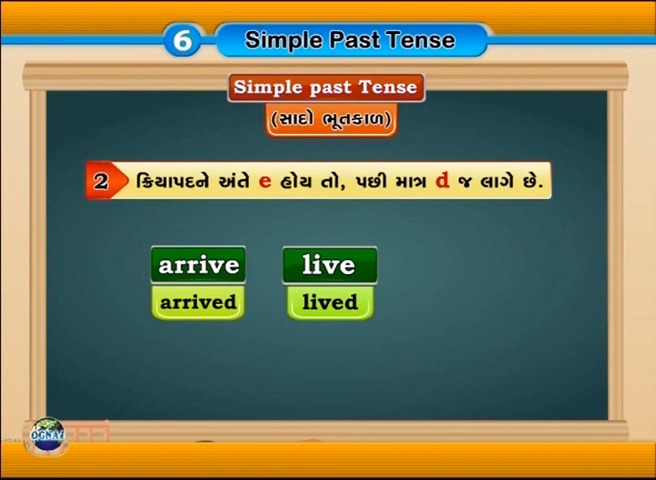 6 Simple Past Tense
Simple past Tense
(સાદો ભૂતકાળ)
2 ક્રિયાપદને અંતે e હોય તો, પછી માત્ર d જ લાગે છે.
arrive live
arrived lived